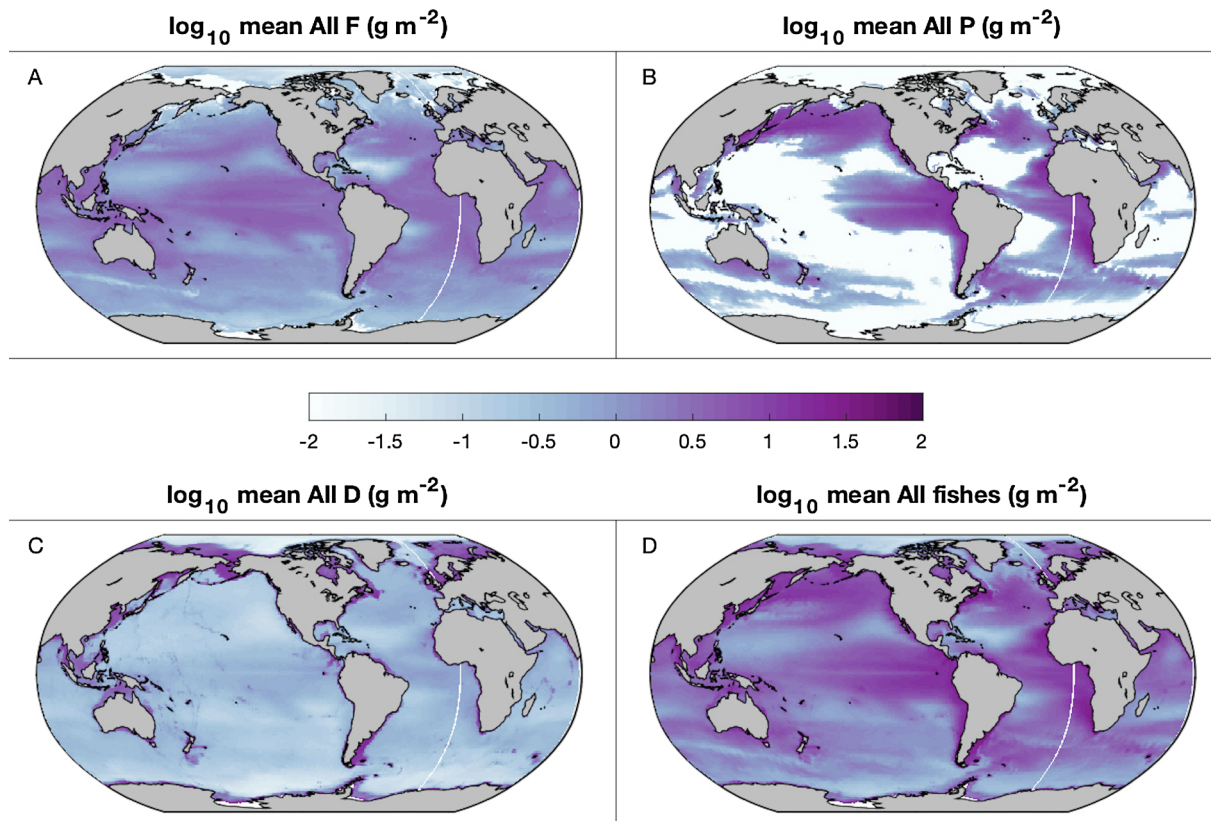 log10 mean All F (g m-2)
log10 mean All P (g m-2)
A
B
-2 -1.5 -1 -0.5 0 0.5 1 1.5 2
log10 mean All D (g m-2)
log10 mean All fishes (g m-2)
C
D